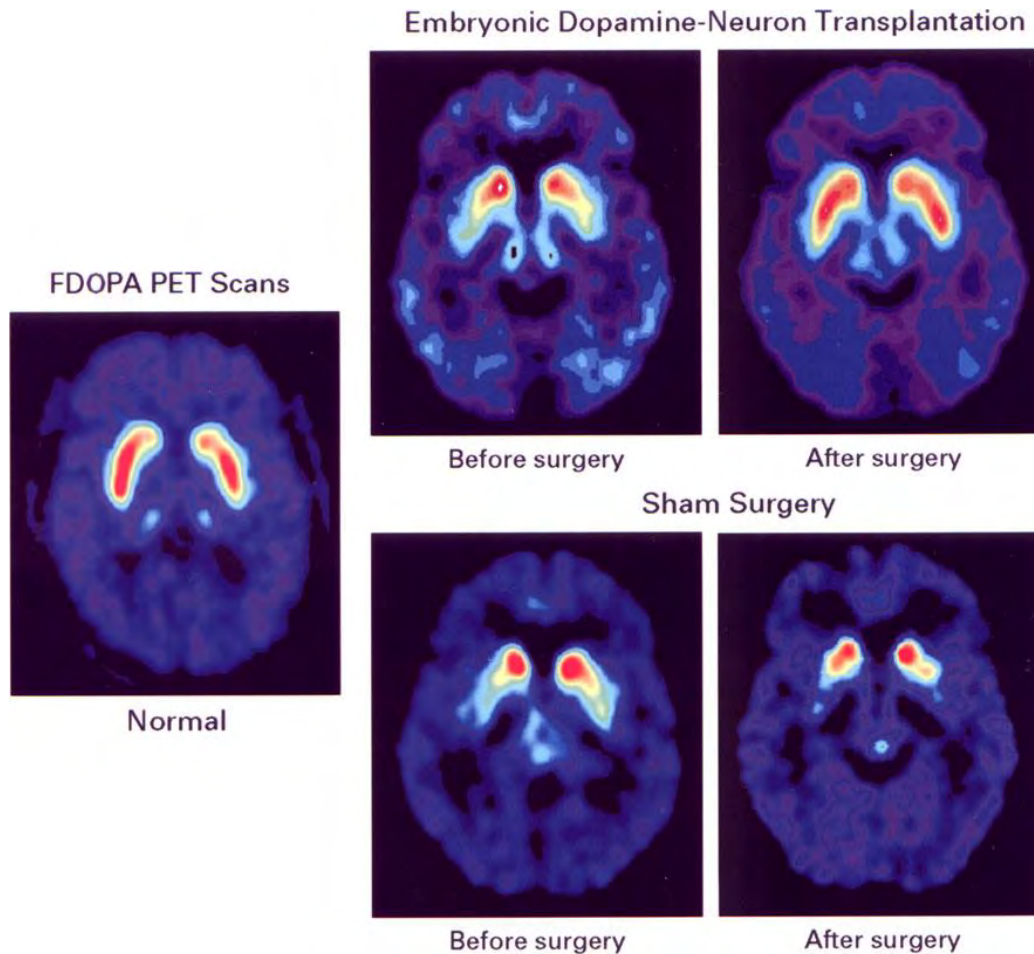 Embryonic Dopamine-Neuron Transplantation
Before surgery
After surgery
FDOPA PET Scans
Normal
Sham Surgery
Before surgery
After surgery